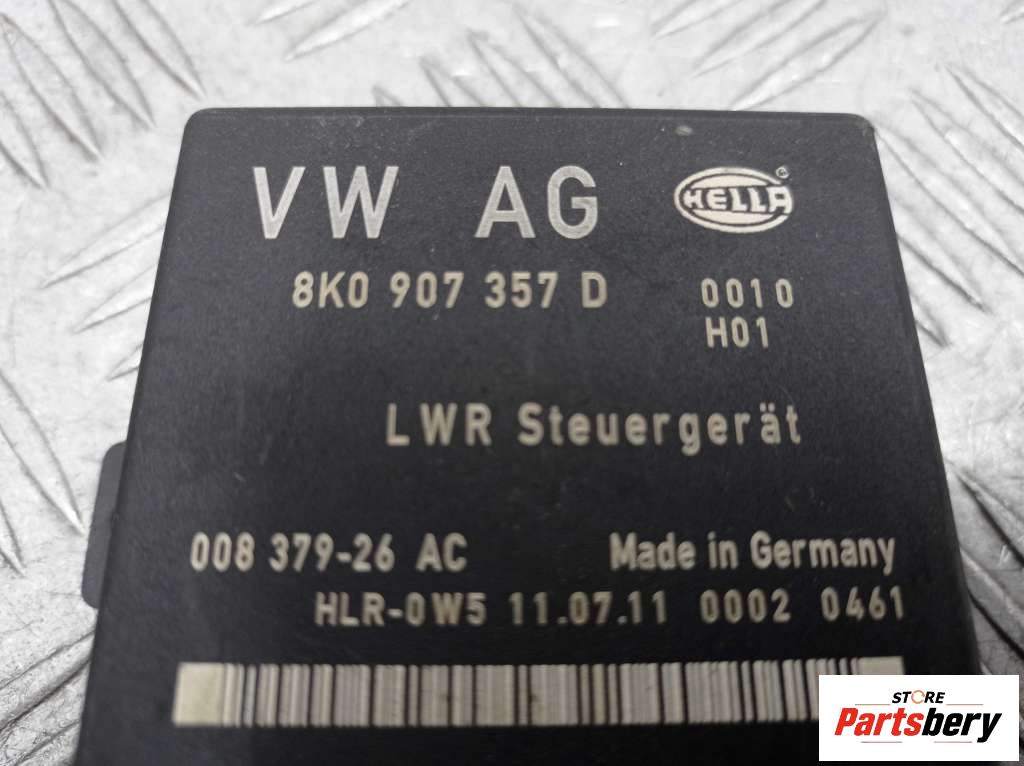 VW AG HELLA®
8K0 907 357 D 0010
H01
LWR Steuergerät
008 379-26 AC Made in Germany
HLR-0W5 11.07.11 0002 0461
STORE
Partsbery